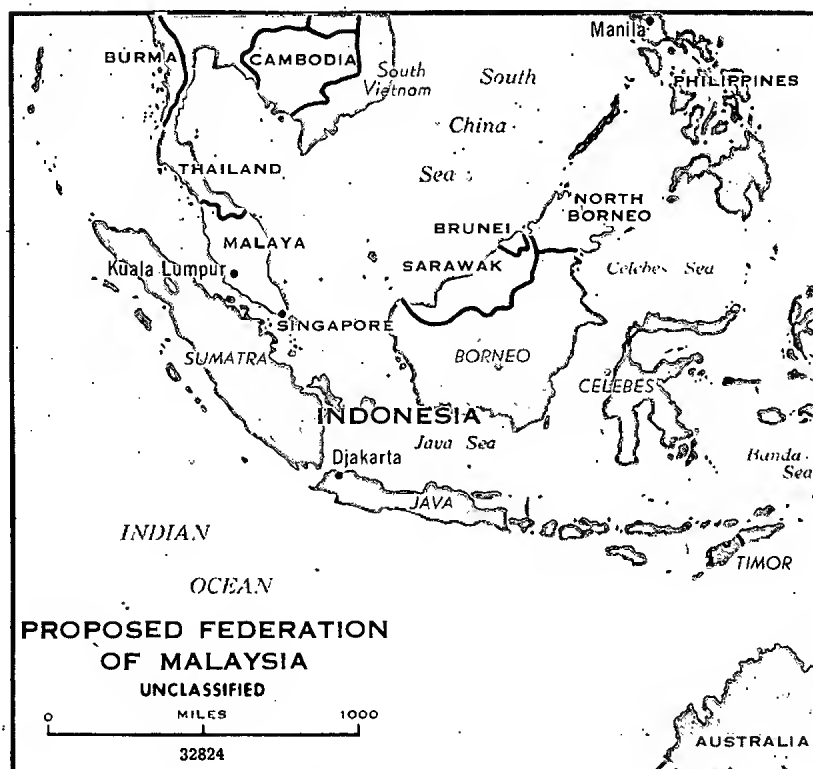 Manila
BURMA
CAMBODIA
South
Vietnam
South
China
Sea
PHILIPPINES
THAILAND
NORTH
BORNEO
BRUNEI
MALAYA
SARAWAK
Kuala Lumpur
Celebes Sea
SINGAPORE
SUMATRA
BORNEO
CELEBES
INDONESIA
Java Sea
Djakarta
Banda
Sea
JAVA
INDIAN
OCEAN
TIMOR
PROPOSED FEDERATION
OF MALAYSIA
UNCLASSIFIED
0 MILES 1000
32824
AUSTRALIA